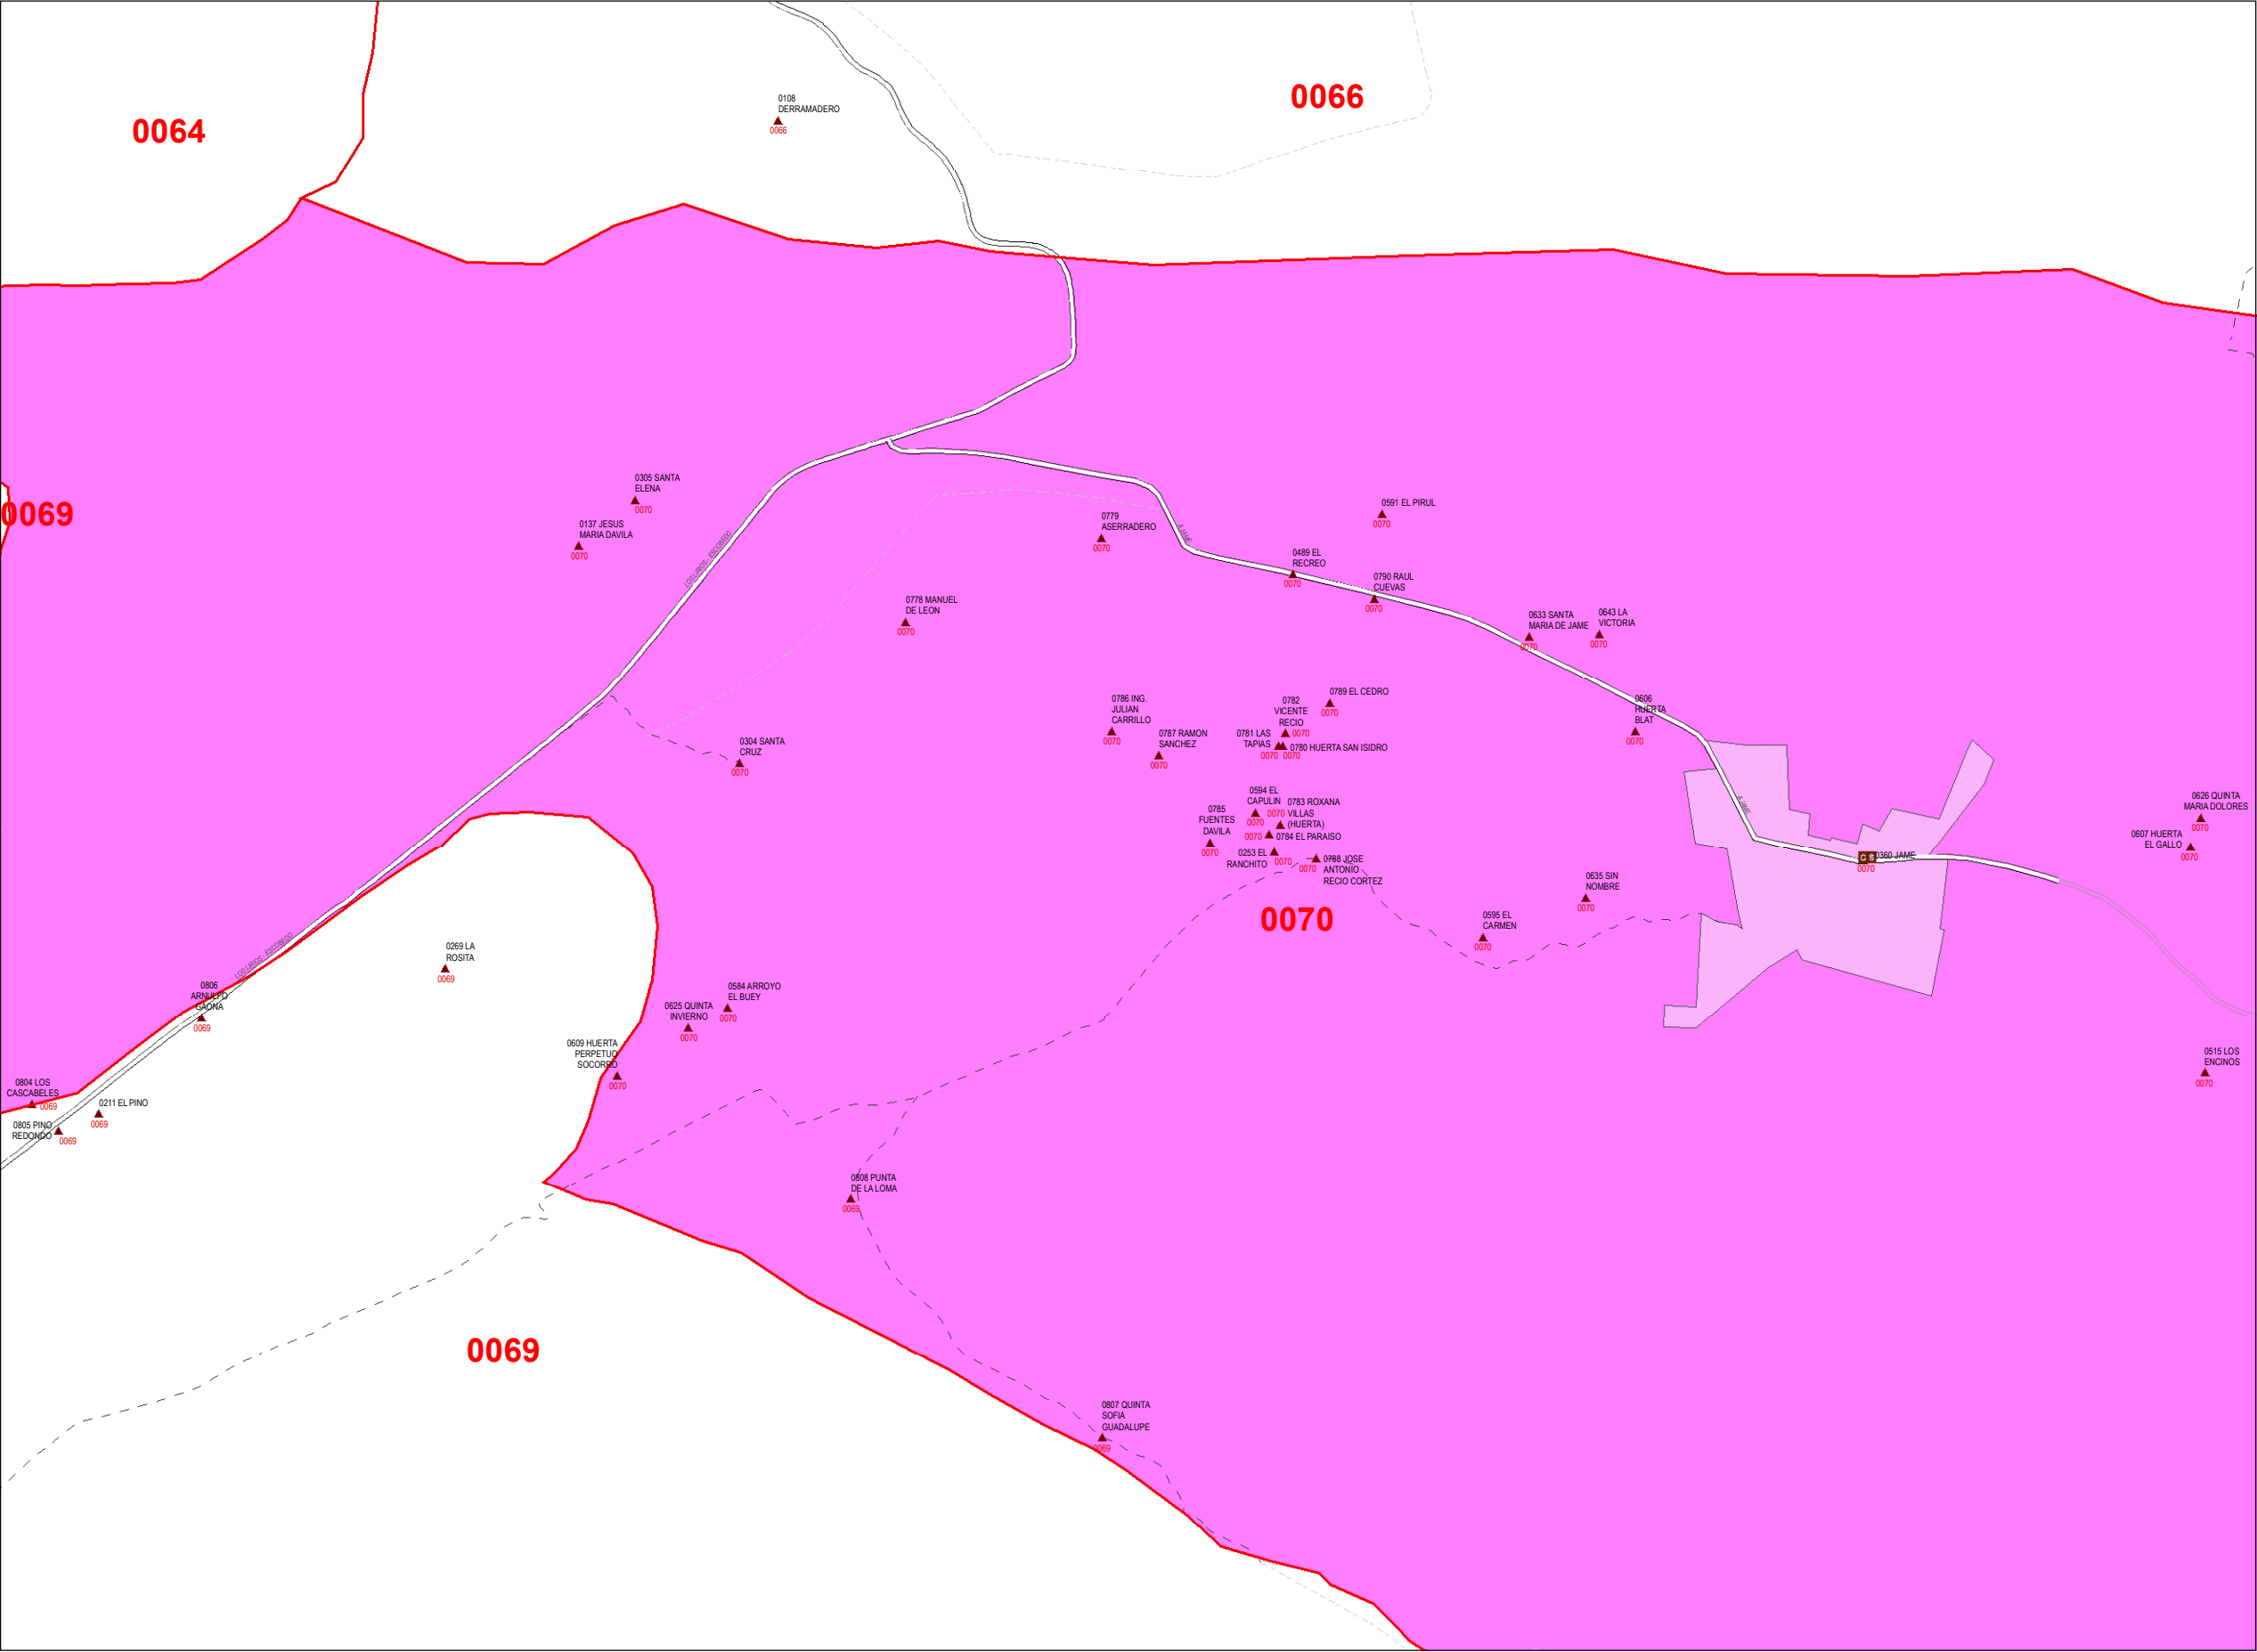 0066
0064
0108
DERRAMADERO
0066
0069
0305 SANTA
ELENA
0070
0137 JESUS
MARIA DAVILA
0070
LOS LIRIOS - ESCOBEDO
0779
ASERRADERO
0070
A JAME
0591 EL PIRUL
0070
0489 EL
RECREO
0070
0790 RAUL
CUEVAS
0070
0778 MANUEL
DE LEON
0070
0633 SANTA
MARIA DE JAME
0070
0643 LA
VICTORIA
0070
0786 ING.
JULIAN
CARRILLO
0070
0787 RAMON
SANCHEZ
0070
0789 EL CEDRO
0070
0782
VICENTE
RECIO
0070
0781 LAS
TAPIAS
0070
0780 HUERTA SAN ISIDRO
0070
0606
HUERTA
BLAT
0070
0304 SANTA
CRUZ
0070
0594 EL
CAPULIN
0070
0783 ROXANA
VILLAS
(HUERTA)
0070
0785
FUENTES
DAVILA
0070
0784 EL PARAISO
0070
0253 EL
RANCHITO
0070
0788 JOSE
ANTONIO
RECIO CORTEZ
0070
A JAME
0626 QUINTA
MARIA DOLORES
0070
0607 HUERTA
EL GALLO
0070
G S
0360 JAME
0070
0635 SIN
NOMBRE
0070
0595 EL
CARMEN
0070
0070
0269 LA
ROSITA
0069
LOS LIRIOS - ESCOBEDO
0806
ARNULFO
GAONA
0069
0584 ARROYO
EL BUEY
0070
0625 QUINTA
INVIERNO
0070
0609 HUERTA
PERPETUO
SOCORRO
0070
0515 LOS
ENCINOS
0070
0804 LOS
CASCABELES
0069
0211 EL PINO
0069
0805 PINO
REDONDO
0069
0808 PUNTA
DE LA LOMA
0069
0069
0807 QUINTA
SOFIA
GUADALUPE
0069